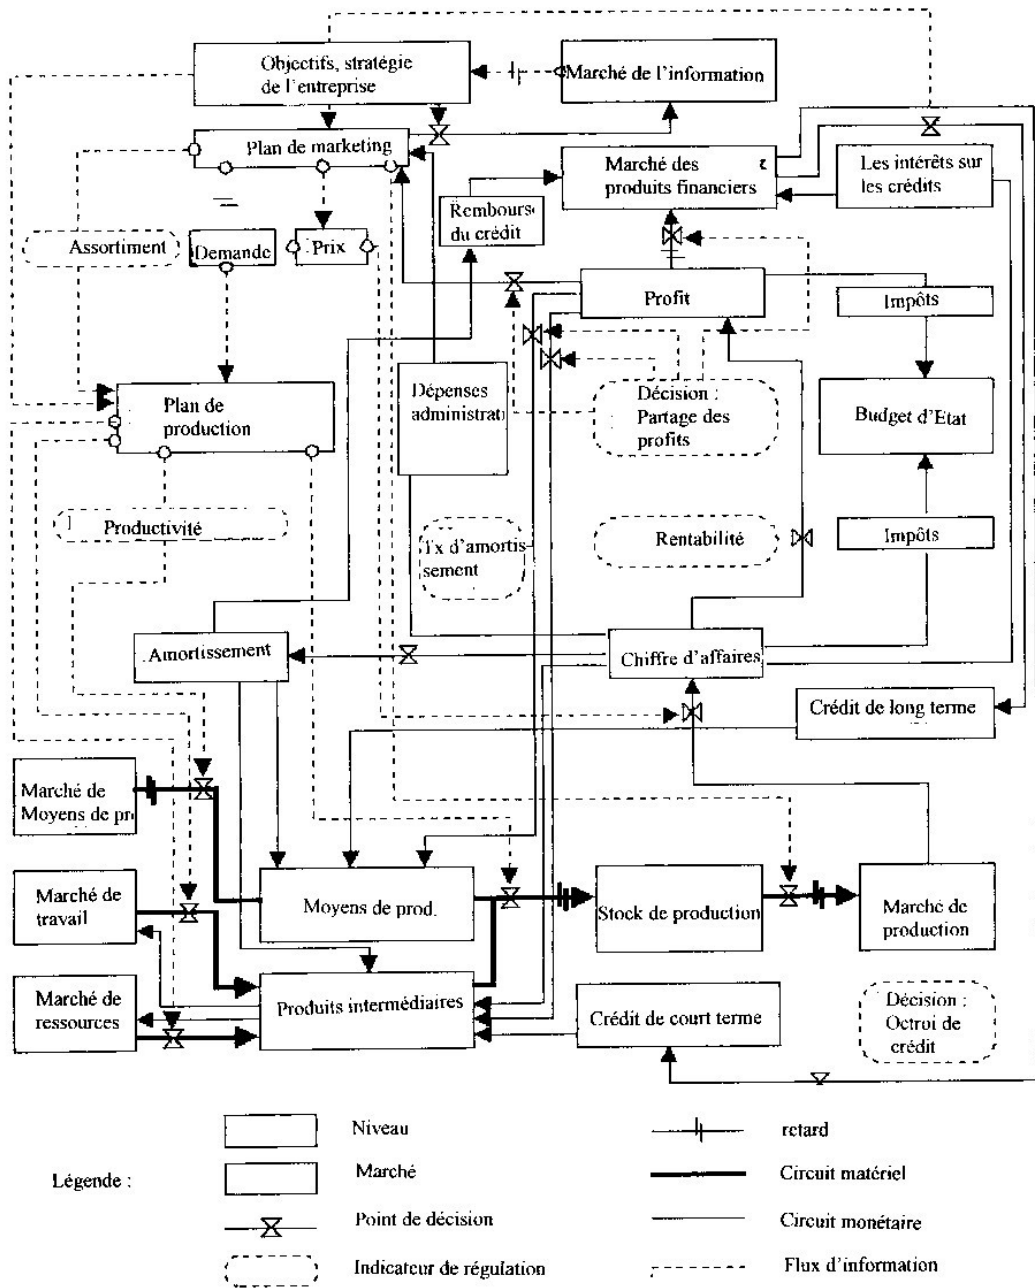 Objectifs, stratégie
de l'entreprise
Marché de l'information
Plan de marketing
Marché des
produits financiers
ε
Les intérêts sur
les crédits
Rembourse
du crédit
Assortiment
Demande
Prix
Profit
Impôts
Plan de
production
Dépenses
administrat
Décision :
Partage des
profits
Budget d'Etat
Productivité
Tx d'amortis
sement
Rentabilité
Impôts
Amortissement
Chiffre d'affaires
Crédit de long terme
Marché de
Moyens de pr
Marché de
travail
Moyens de prod.
Stock de production
Marché de
production
Marché de
ressources
Produits intermédiaires
Crédit de court terme
Décision :
Octroi de
crédit
Légende :
Niveau
Marché
Point de décision
Indicateur de régulation
retard
Circuit matériel
Circuit monétaire
Flux d'information